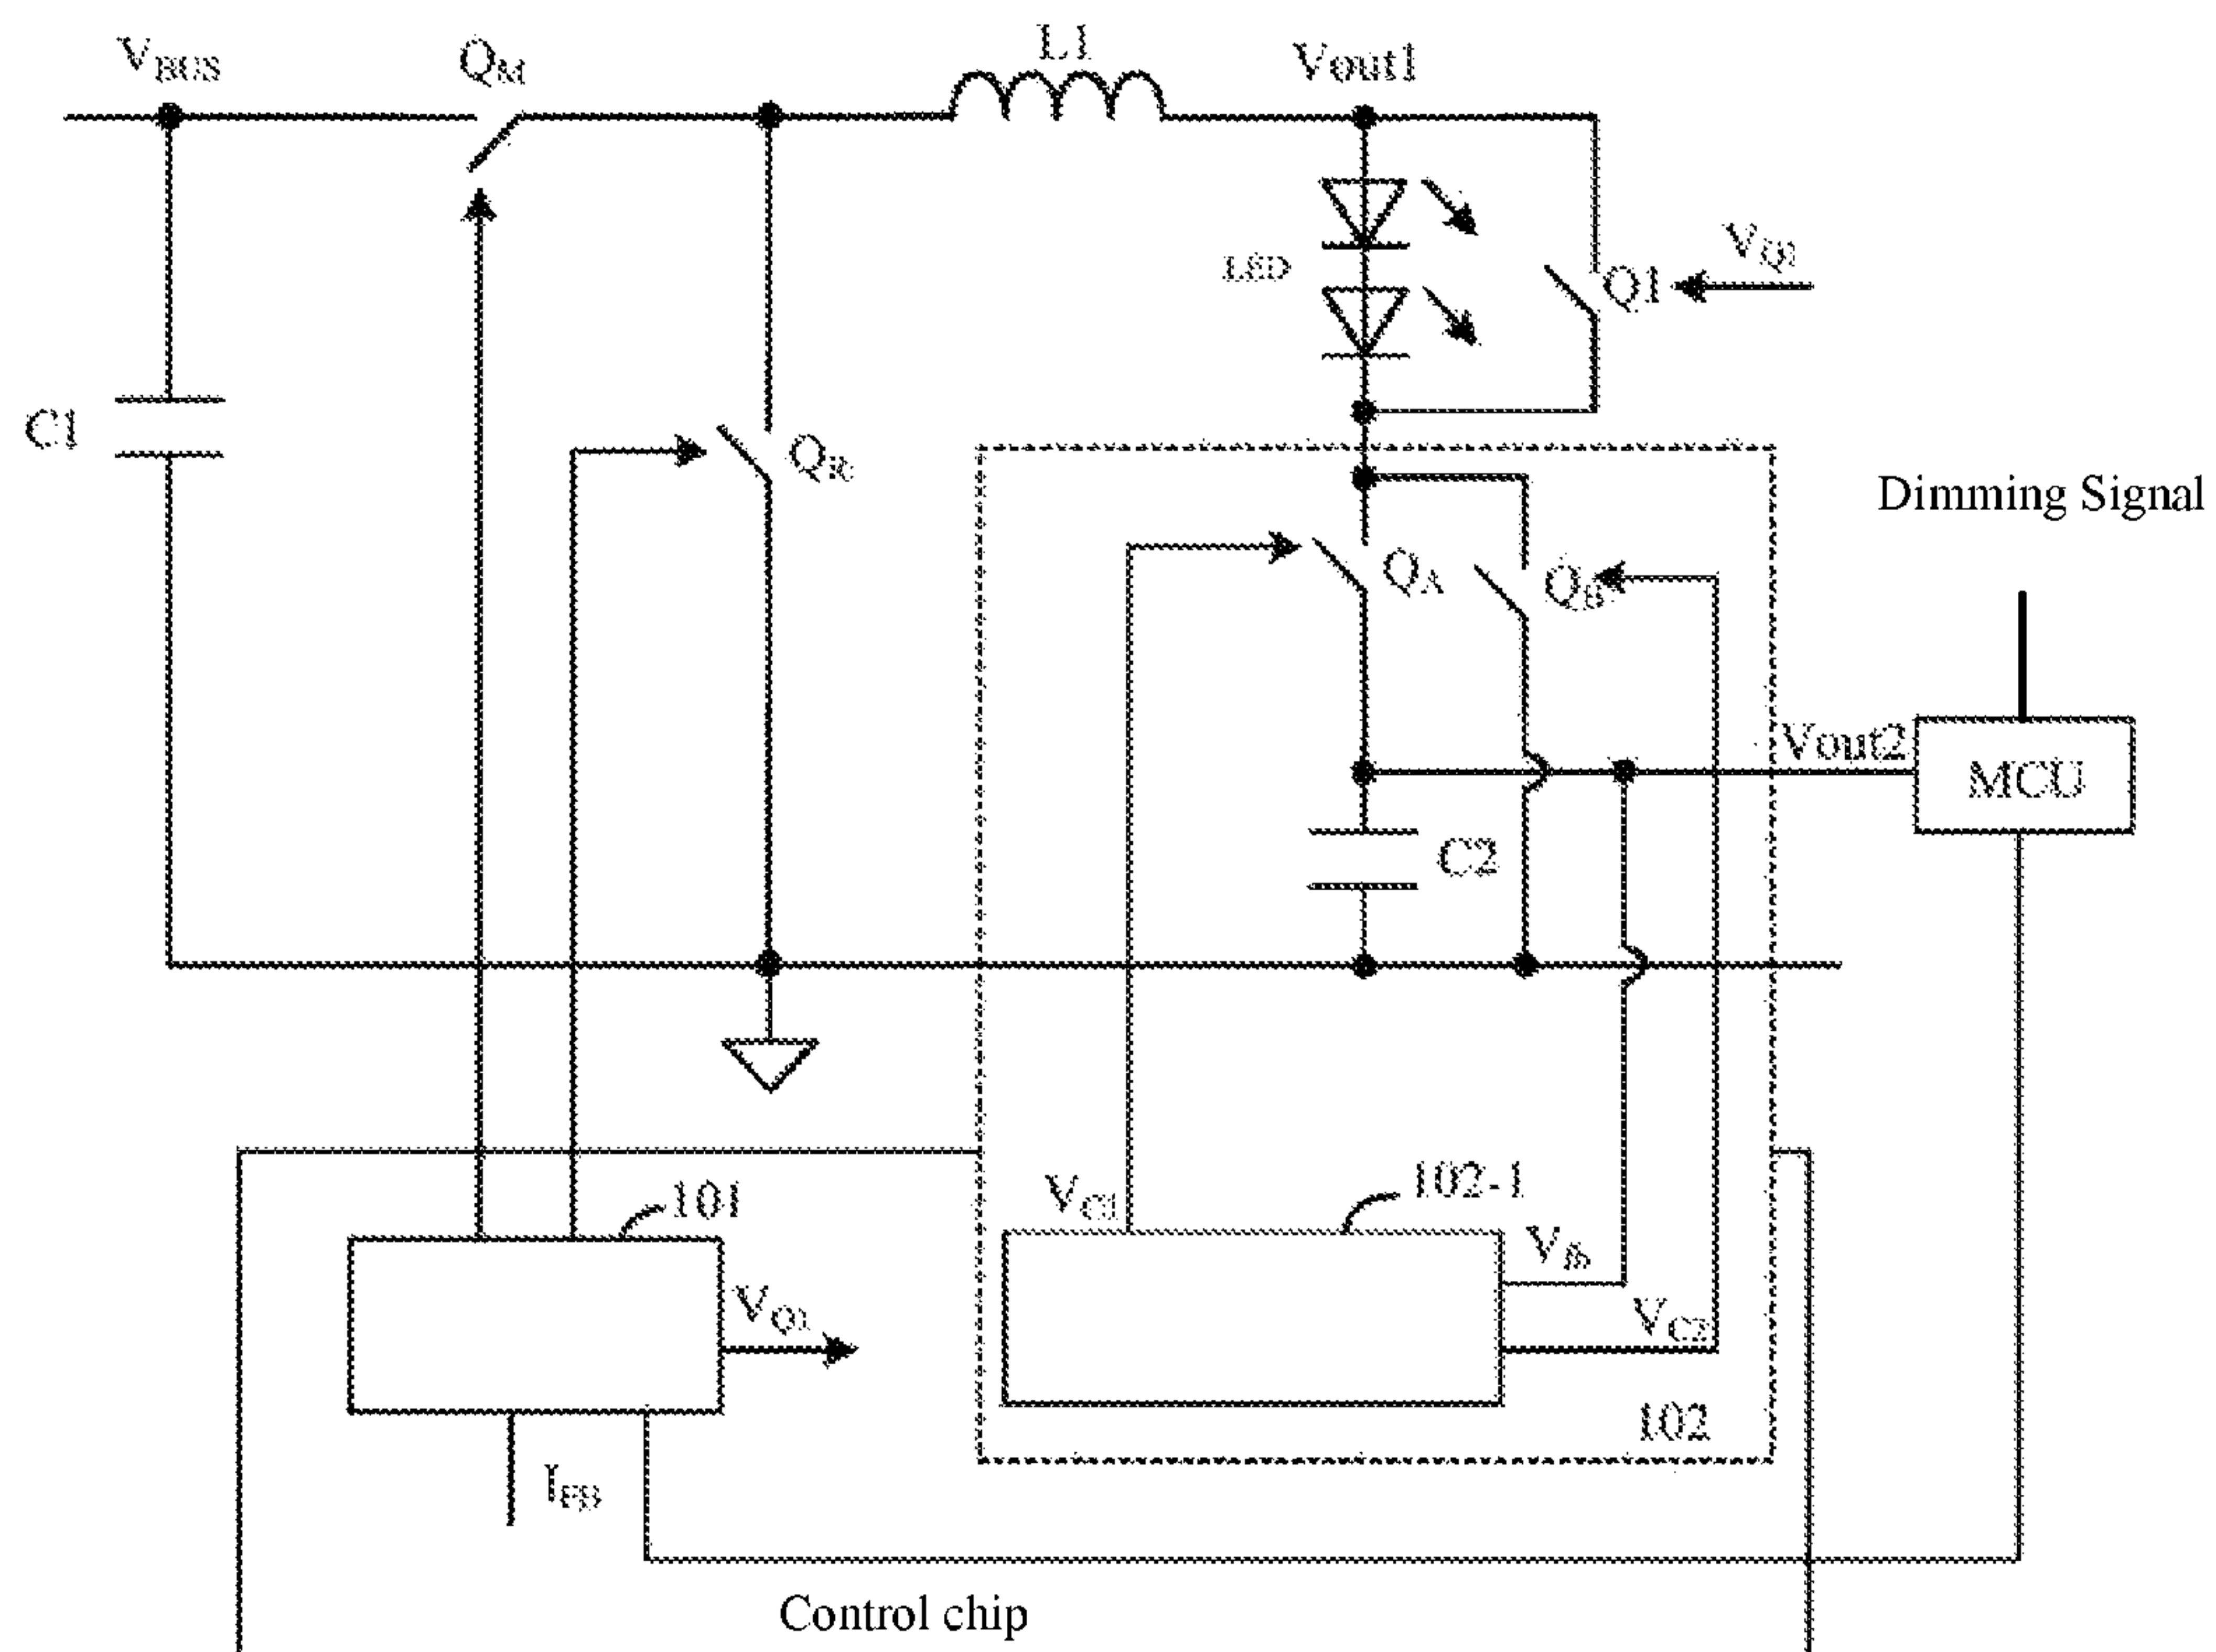 VBUS
QM
L1
Vout1
LED
Q1
VQ1
C1
QR
Dimming Signal
QA
QB
Vout2
MCU
C2
101
VC1
102-1
Vfb
VQ1
VC2
102
IFB
Control chip